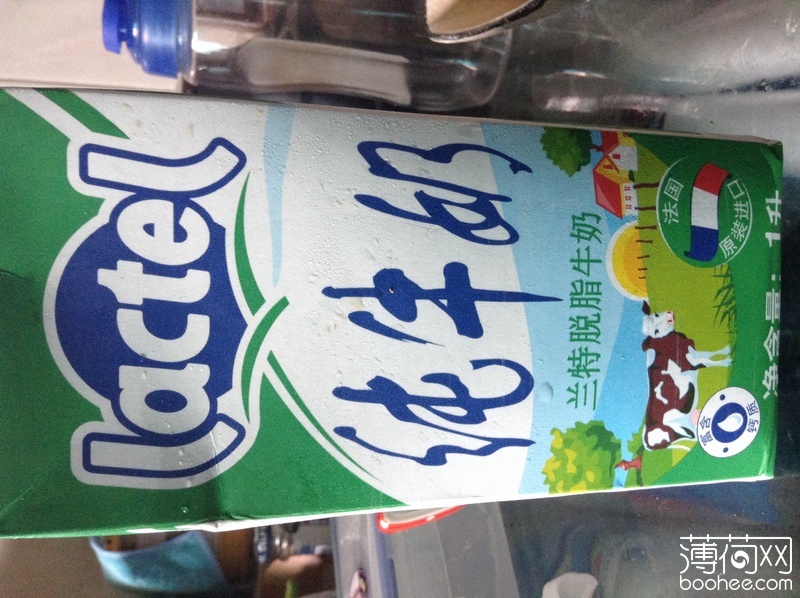 Lactel
纯牛奶
兰特脱脂牛奶
法国
原装进口
富含
0
钙质
净含量：1升
薄荷网
boohee.com